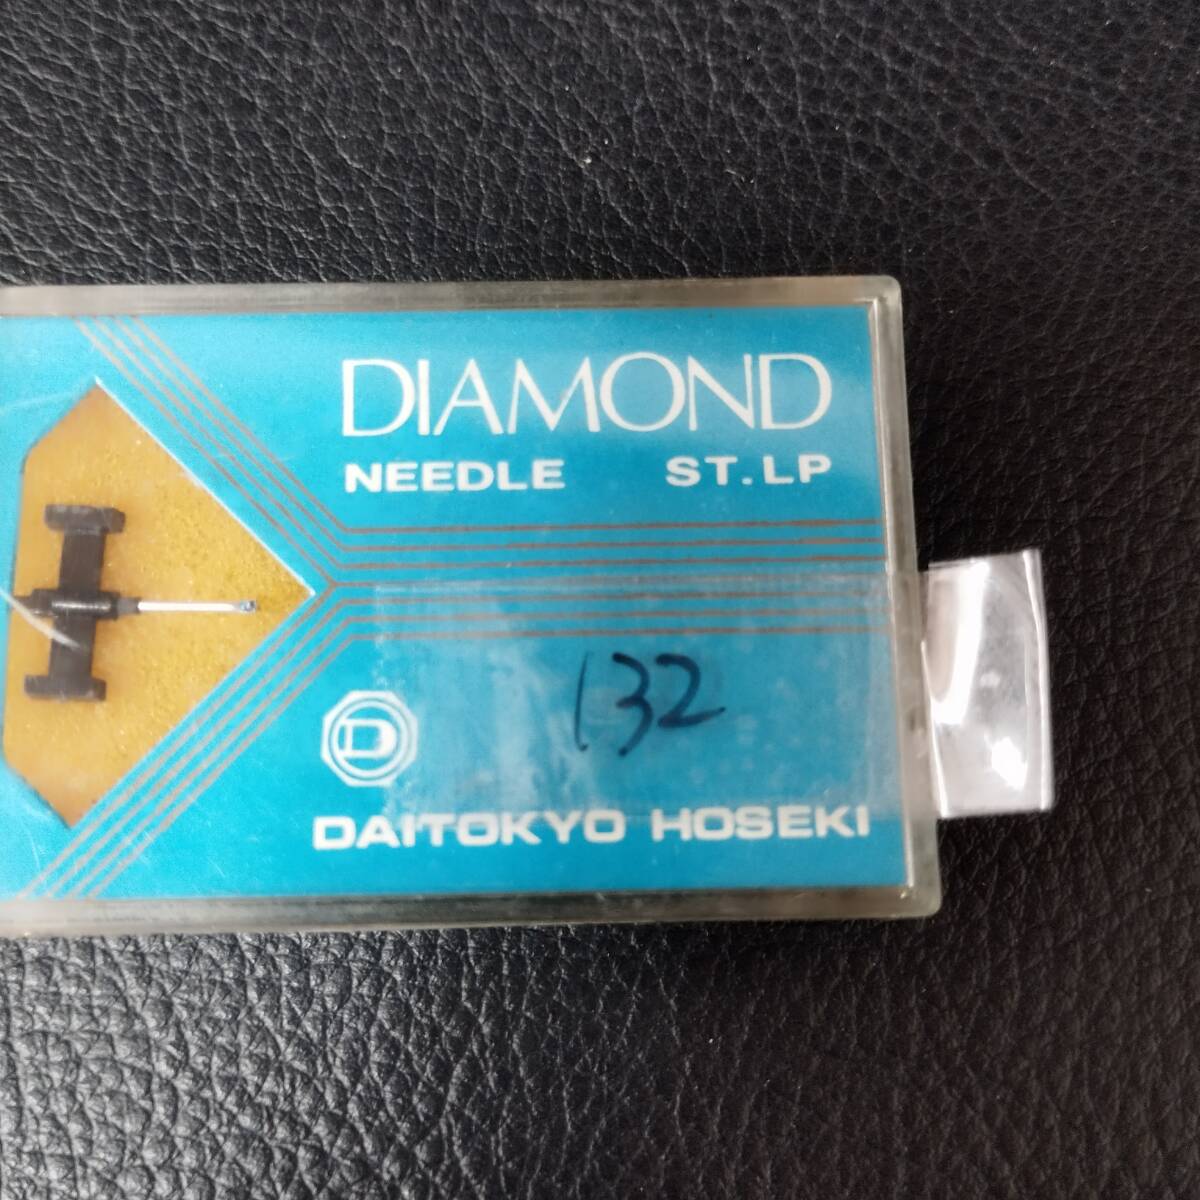 DIAMOND
NEEDLE ST.LP
132
D
DAITOKYO HOSEKI